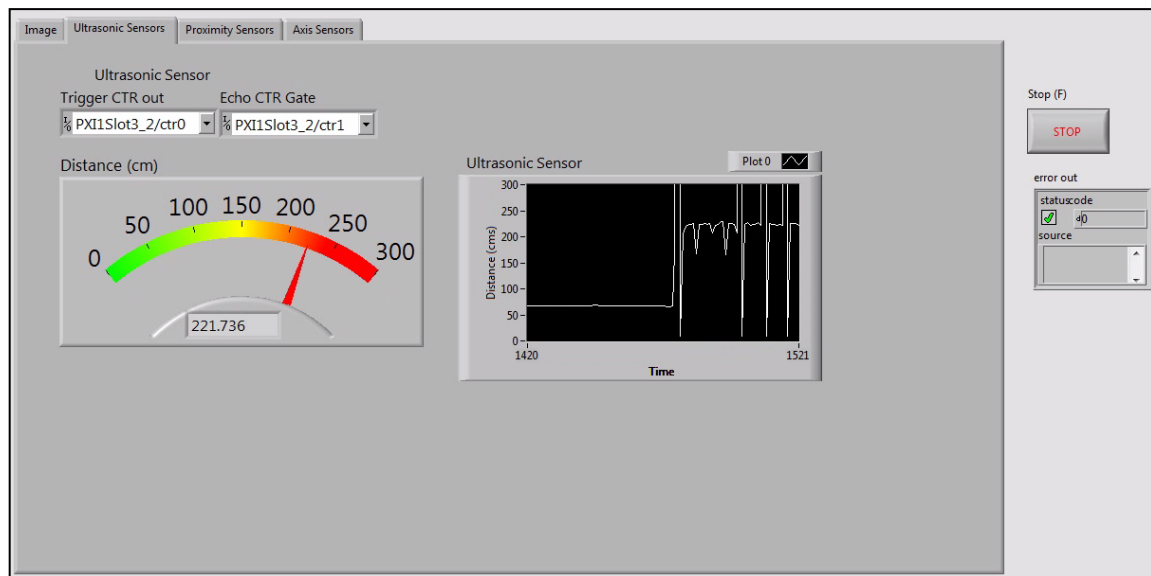 Image Ultrasonic Sensors Proximity Sensors Axis Sensors
Ultrasonic Sensor
Trigger CTR out Echo CTR Gate
I/O PXI1Slot3_2/ctr0 I/O PXI1Slot3_2/ctr1
Distance (cm)
0 50 100 150 200 250 300
221.736
Ultrasonic Sensor
Plot 0
Distance (cms)
300
250
200
150
100
50
0
1420 1521
Time
Stop (F)
STOP
error out
status code
d0
source